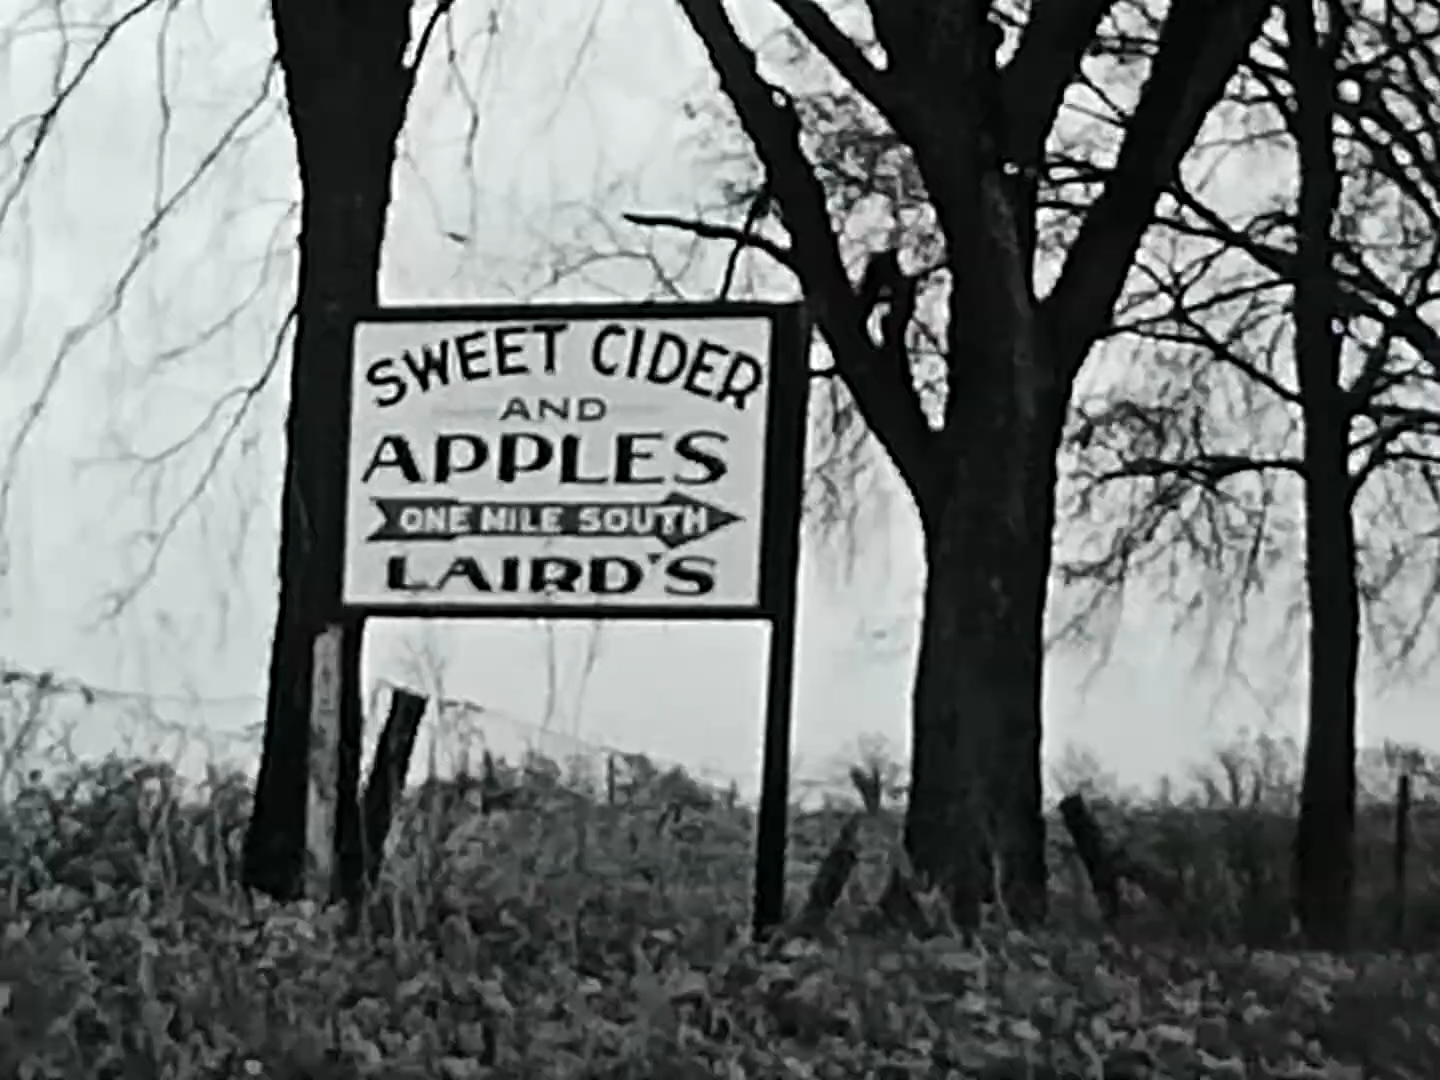 SWEET CIDER
AND
APPLES
ONE MILE SOUTH
LAIRD'S